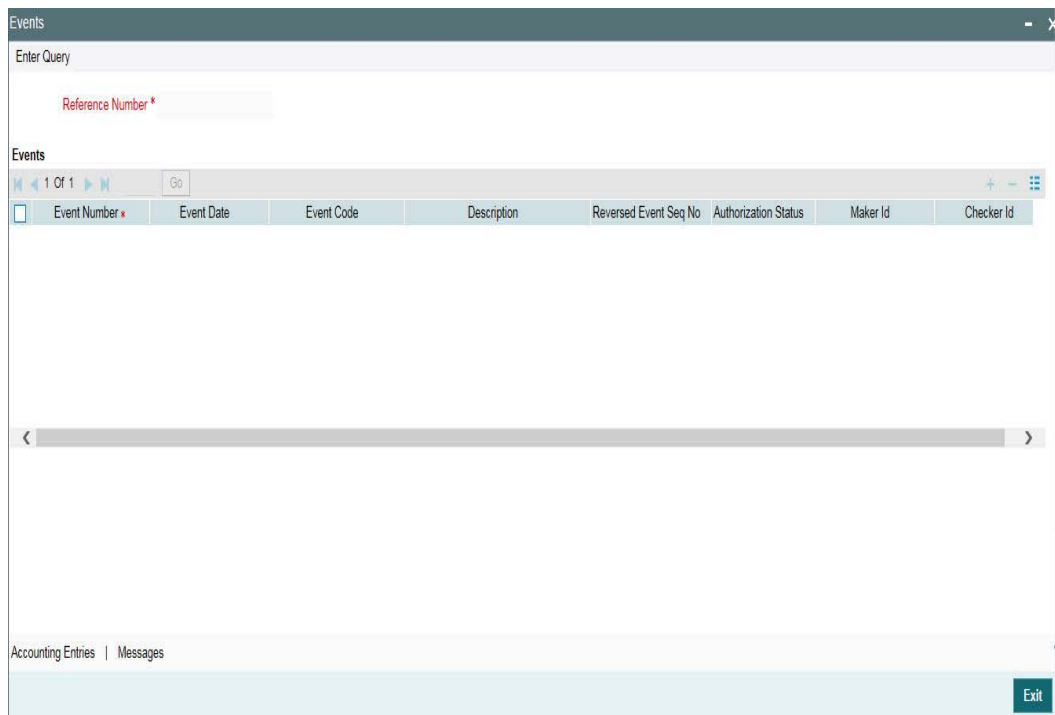 Events
Enter Query
Reference Number *
Events
1 Of 1 Go
Event Number * Event Date Event Code Description Reversed Event Seq No Authorization Status Maker Id Checker Id
Accounting Entries | Messages
Exit